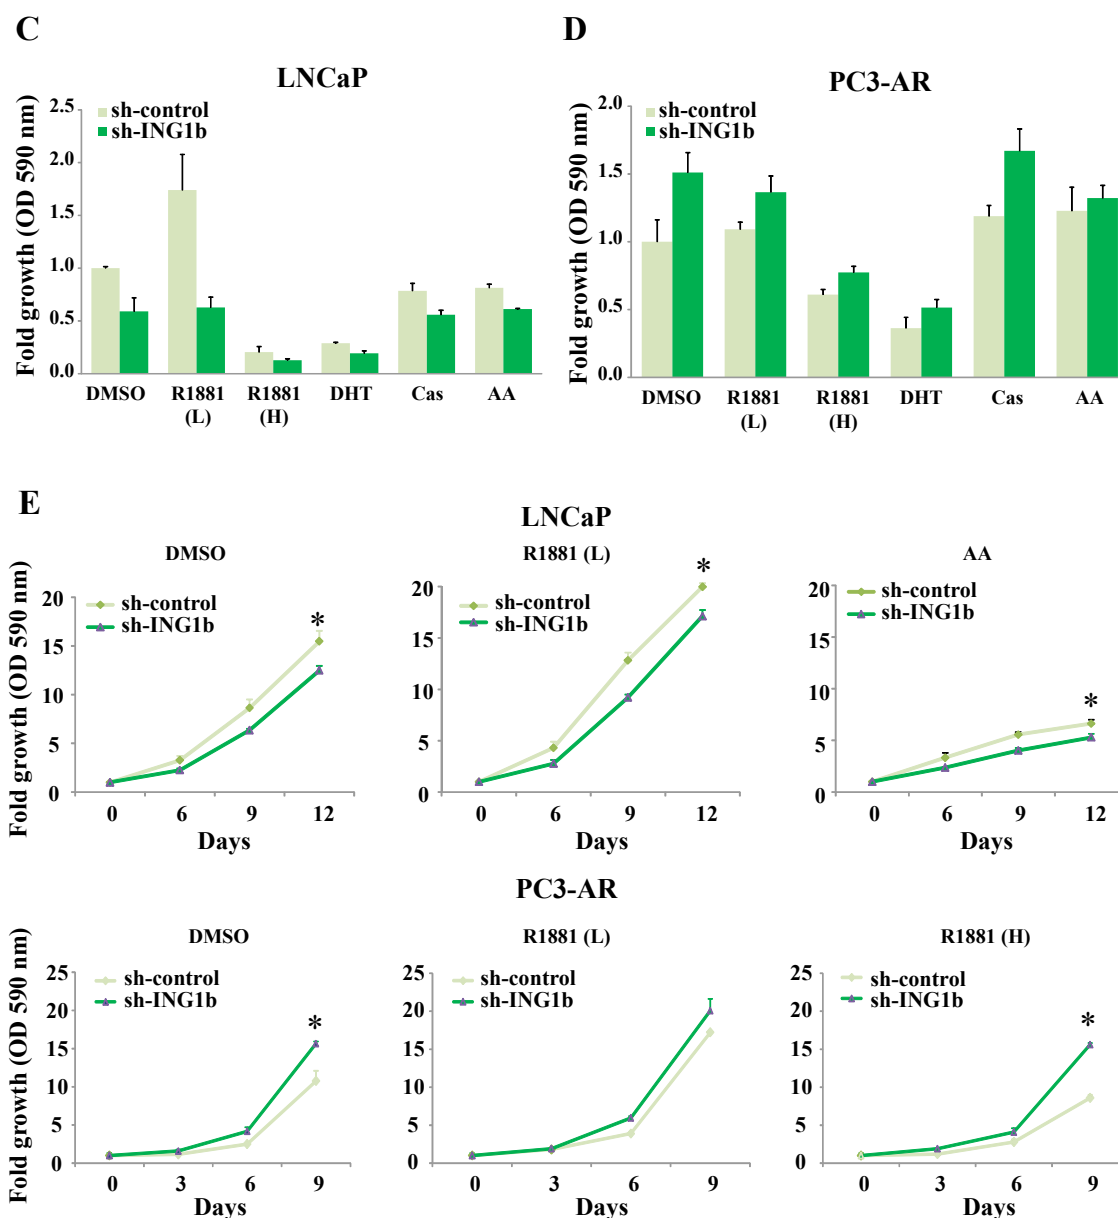 C
LNCaP
Fold growth (OD 590 nm)
2.5
2.0
1.5
1.0
0.5
0.0
sh-control
sh-ING1b
DMSO R1881 R1881 DHT Cas AA
(L) (H)
D
PC3-AR
Fold growth (OD 590 nm)
2.0
1.5
1.0
0.5
0.0
sh-control
sh-ING1b
DMSO R1881 R1881 DHT Cas AA
(L) (H)
E
LNCaP
DMSO
Fold growth (OD 590 nm)
20
15
10
5
0
sh-control
sh-ING1b
*
0 6 9 12
Days
R1881 (L)
20
15
10
5
0
sh-control
sh-ING1b
*
0 6 9 12
Days
AA
20
15
10
5
0
sh-control
sh-ING1b
*
0 6 9 12
Days
PC3-AR
DMSO
Fold growth (OD 590 nm)
25
20
15
10
5
0
sh-control
sh-ING1b
*
0 3 6 9
Days
R1881 (L)
25
20
15
10
5
0
sh-control
sh-ING1b
0 3 6 9
Days
R1881 (H)
25
20
15
10
5
0
sh-control
sh-ING1b
*
0 3 6 9
Days